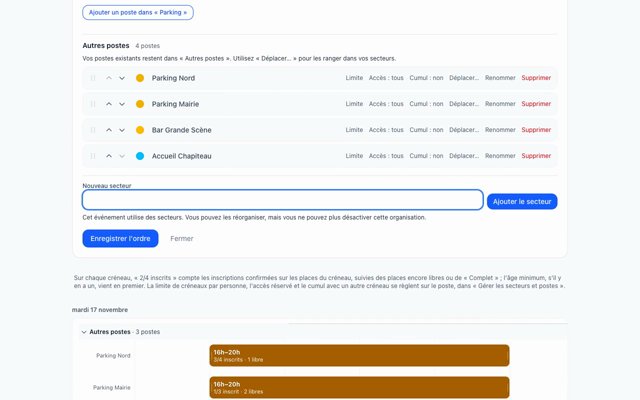 Ajouter un poste dans « Parking »
Autres postes 4 postes
Vos postes existants restent dans « Autres postes ». Utilisez « Déplacer… » pour les ranger dans vos secteurs.
Parking Nord Limite Accès : tous Cumul : non Déplacer… Renommer Supprimer
Parking Mairie Limite Accès : tous Cumul : non Déplacer… Renommer Supprimer
Bar Grande Scène Limite Accès : tous Cumul : non Déplacer… Renommer Supprimer
Accueil Chapiteau Limite Accès : tous Cumul : non Déplacer… Renommer Supprimer
Nouveau secteur
Ajouter le secteur
Cet événement utilise des secteurs. Vous pouvez les réorganiser, mais vous ne pouvez plus désactiver cette organisation.
Enregistrer l'ordre Fermer
Sur chaque créneau, « 2/4 inscrits » compte les inscriptions confirmées sur les places du créneau, suivies des places encore libres ou de « Complet » ; l'âge minimum, s'il y
en a un, vient en premier. La limite de créneaux par personne, l'accès réservé et le cumul avec un autre créneau se règlent sur le poste, dans « Gérer les secteurs et postes ».
mardi 17 novembre
Autres postes · 3 postes
Parking Nord
16h–20h
3/4 inscrits · 1 libre
Parking Mairie
16h–20h
1/3 inscrit · 2 libres